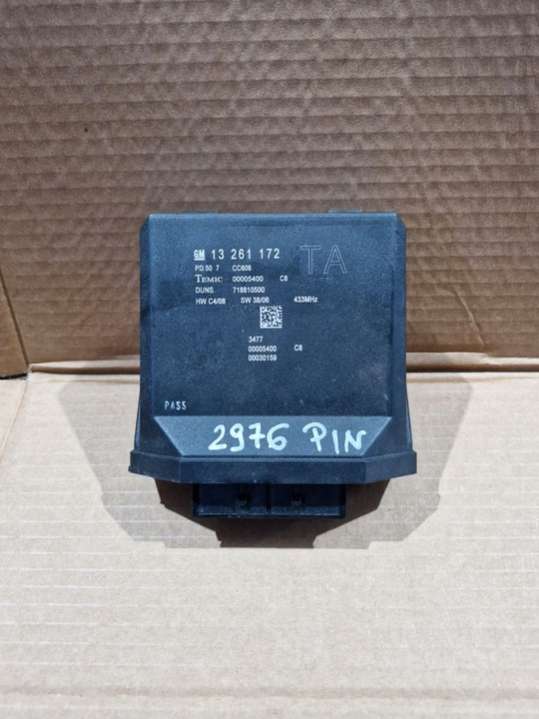 GM 13 261 172 TA
PD.50 7 CC608
TEMIC 00005400 C8
DUNS 718810500
HW C4/08 SW 38/06 433MHz
3477
00005400 C8
00030159
PASS
2976 PIN